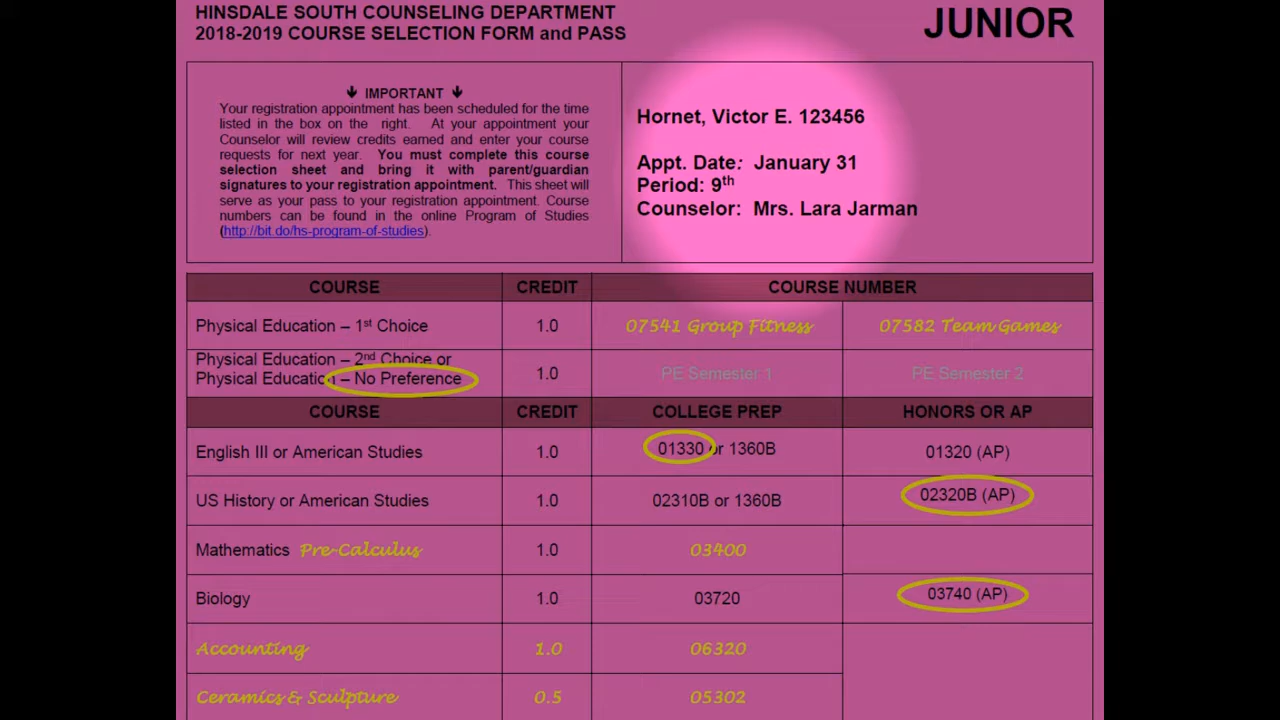 HINSDALE SOUTH COUNSELING DEPARTMENT
2018-2019 COURSE SELECTION FORM and PASS
JUNIOR
IMPORTANT
Your registration appointment has been scheduled for the time
listed in the box on the right. At your appointment your
Counselor will review credits earned and enter your course
requests for next year. You must complete this course
selection sheet and bring it with parent/guardian
signatures to your registration appointment. This sheet will
serve as your pass to your registration appointment. Course
numbers can be found in the online Program of Studies
(http://bit.do/hs-program-of-studies).
Hornet, Victor E. 123456
Appt. Date: January 31
Period: 9th
Counselor: Mrs. Lara Jarman
COURSE CREDIT COURSE NUMBER
Physical Education – 1st Choice 1.0 07541 Group Fitness 07582 Team Games
Physical Education – 2nd Choice or
Physical Education – No Preference 1.0 PE Semester 1 PE Semester 2
COURSE CREDIT COLLEGE PREP HONORS OR AP
English III or American Studies 1.0 01330 or 1360B 01320 (AP)
US History or American Studies 1.0 02310B or 1360B 02320B (AP)
Mathematics Pre-Calculus 1.0 03400
Biology 1.0 03720 03740 (AP)
Accounting 1.0 06320
Ceramics & Sculpture 0.5 05302